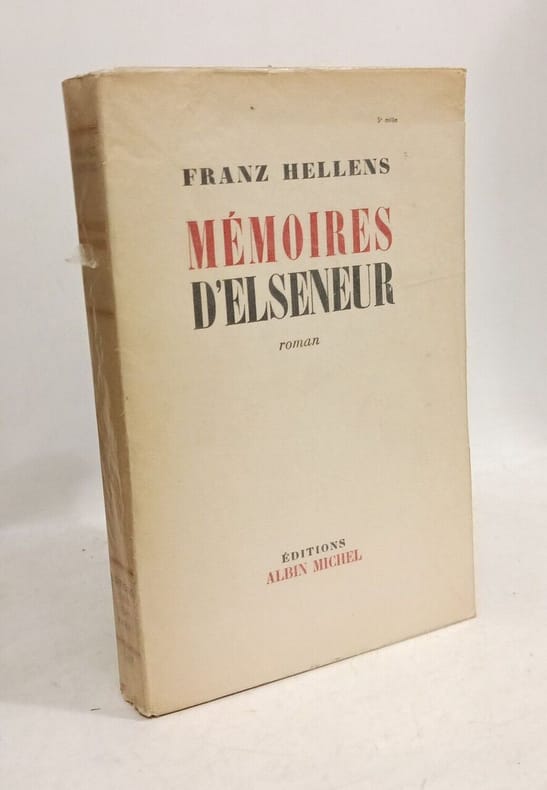 5e mille
FRANZ HELLENS
MÉMOIRES
D'ELSENEUR
roman
ÉDITIONS
ALBIN MICHEL